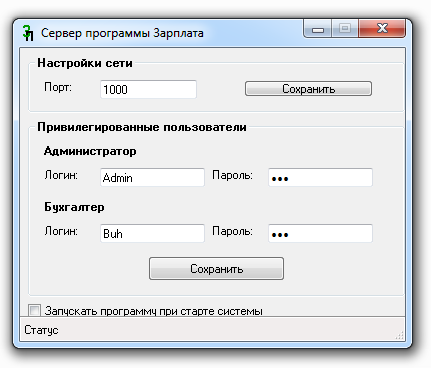 Сервер программы Зарплата
Настройки сети
Порт: 1000 Сохранить
Привилегированные пользователи
Администратор
Логин: Admin Пароль: •••
Бухгалтер
Логин: Buh Пароль: •••
Сохранить
Запускать программу при старте системы
Статус